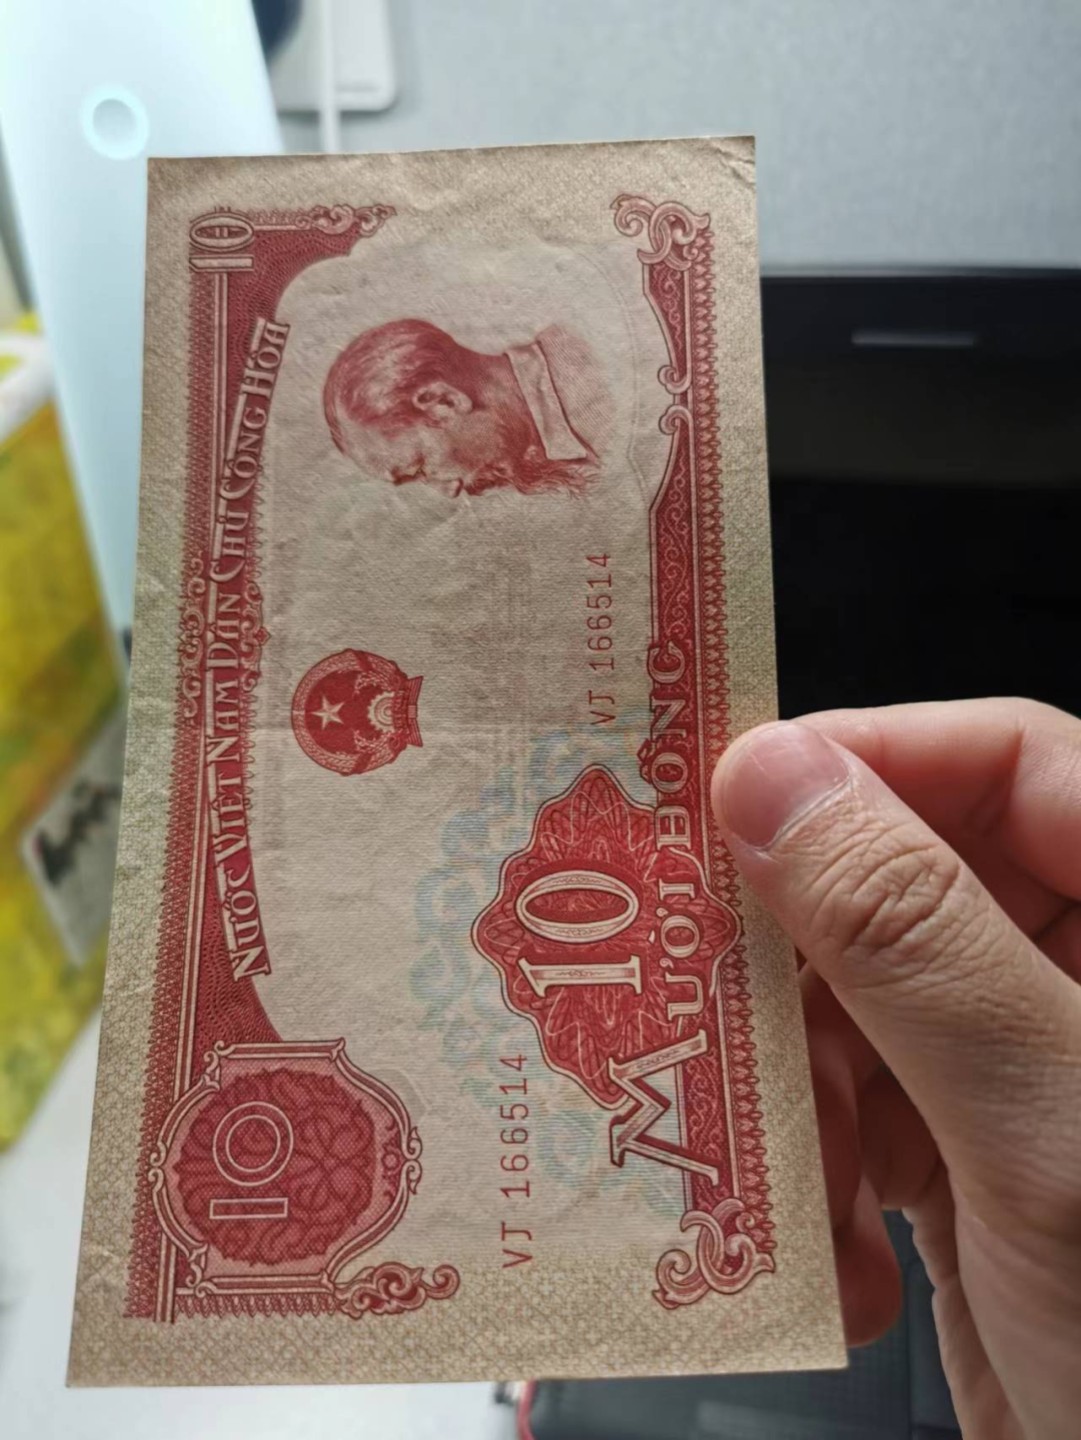 10
NƯỚC VIỆT NAM DÂN CHỦ CỘNG HÒA
10
VJ 166514
VJ 166514
10
MƯỜI ĐỒNG